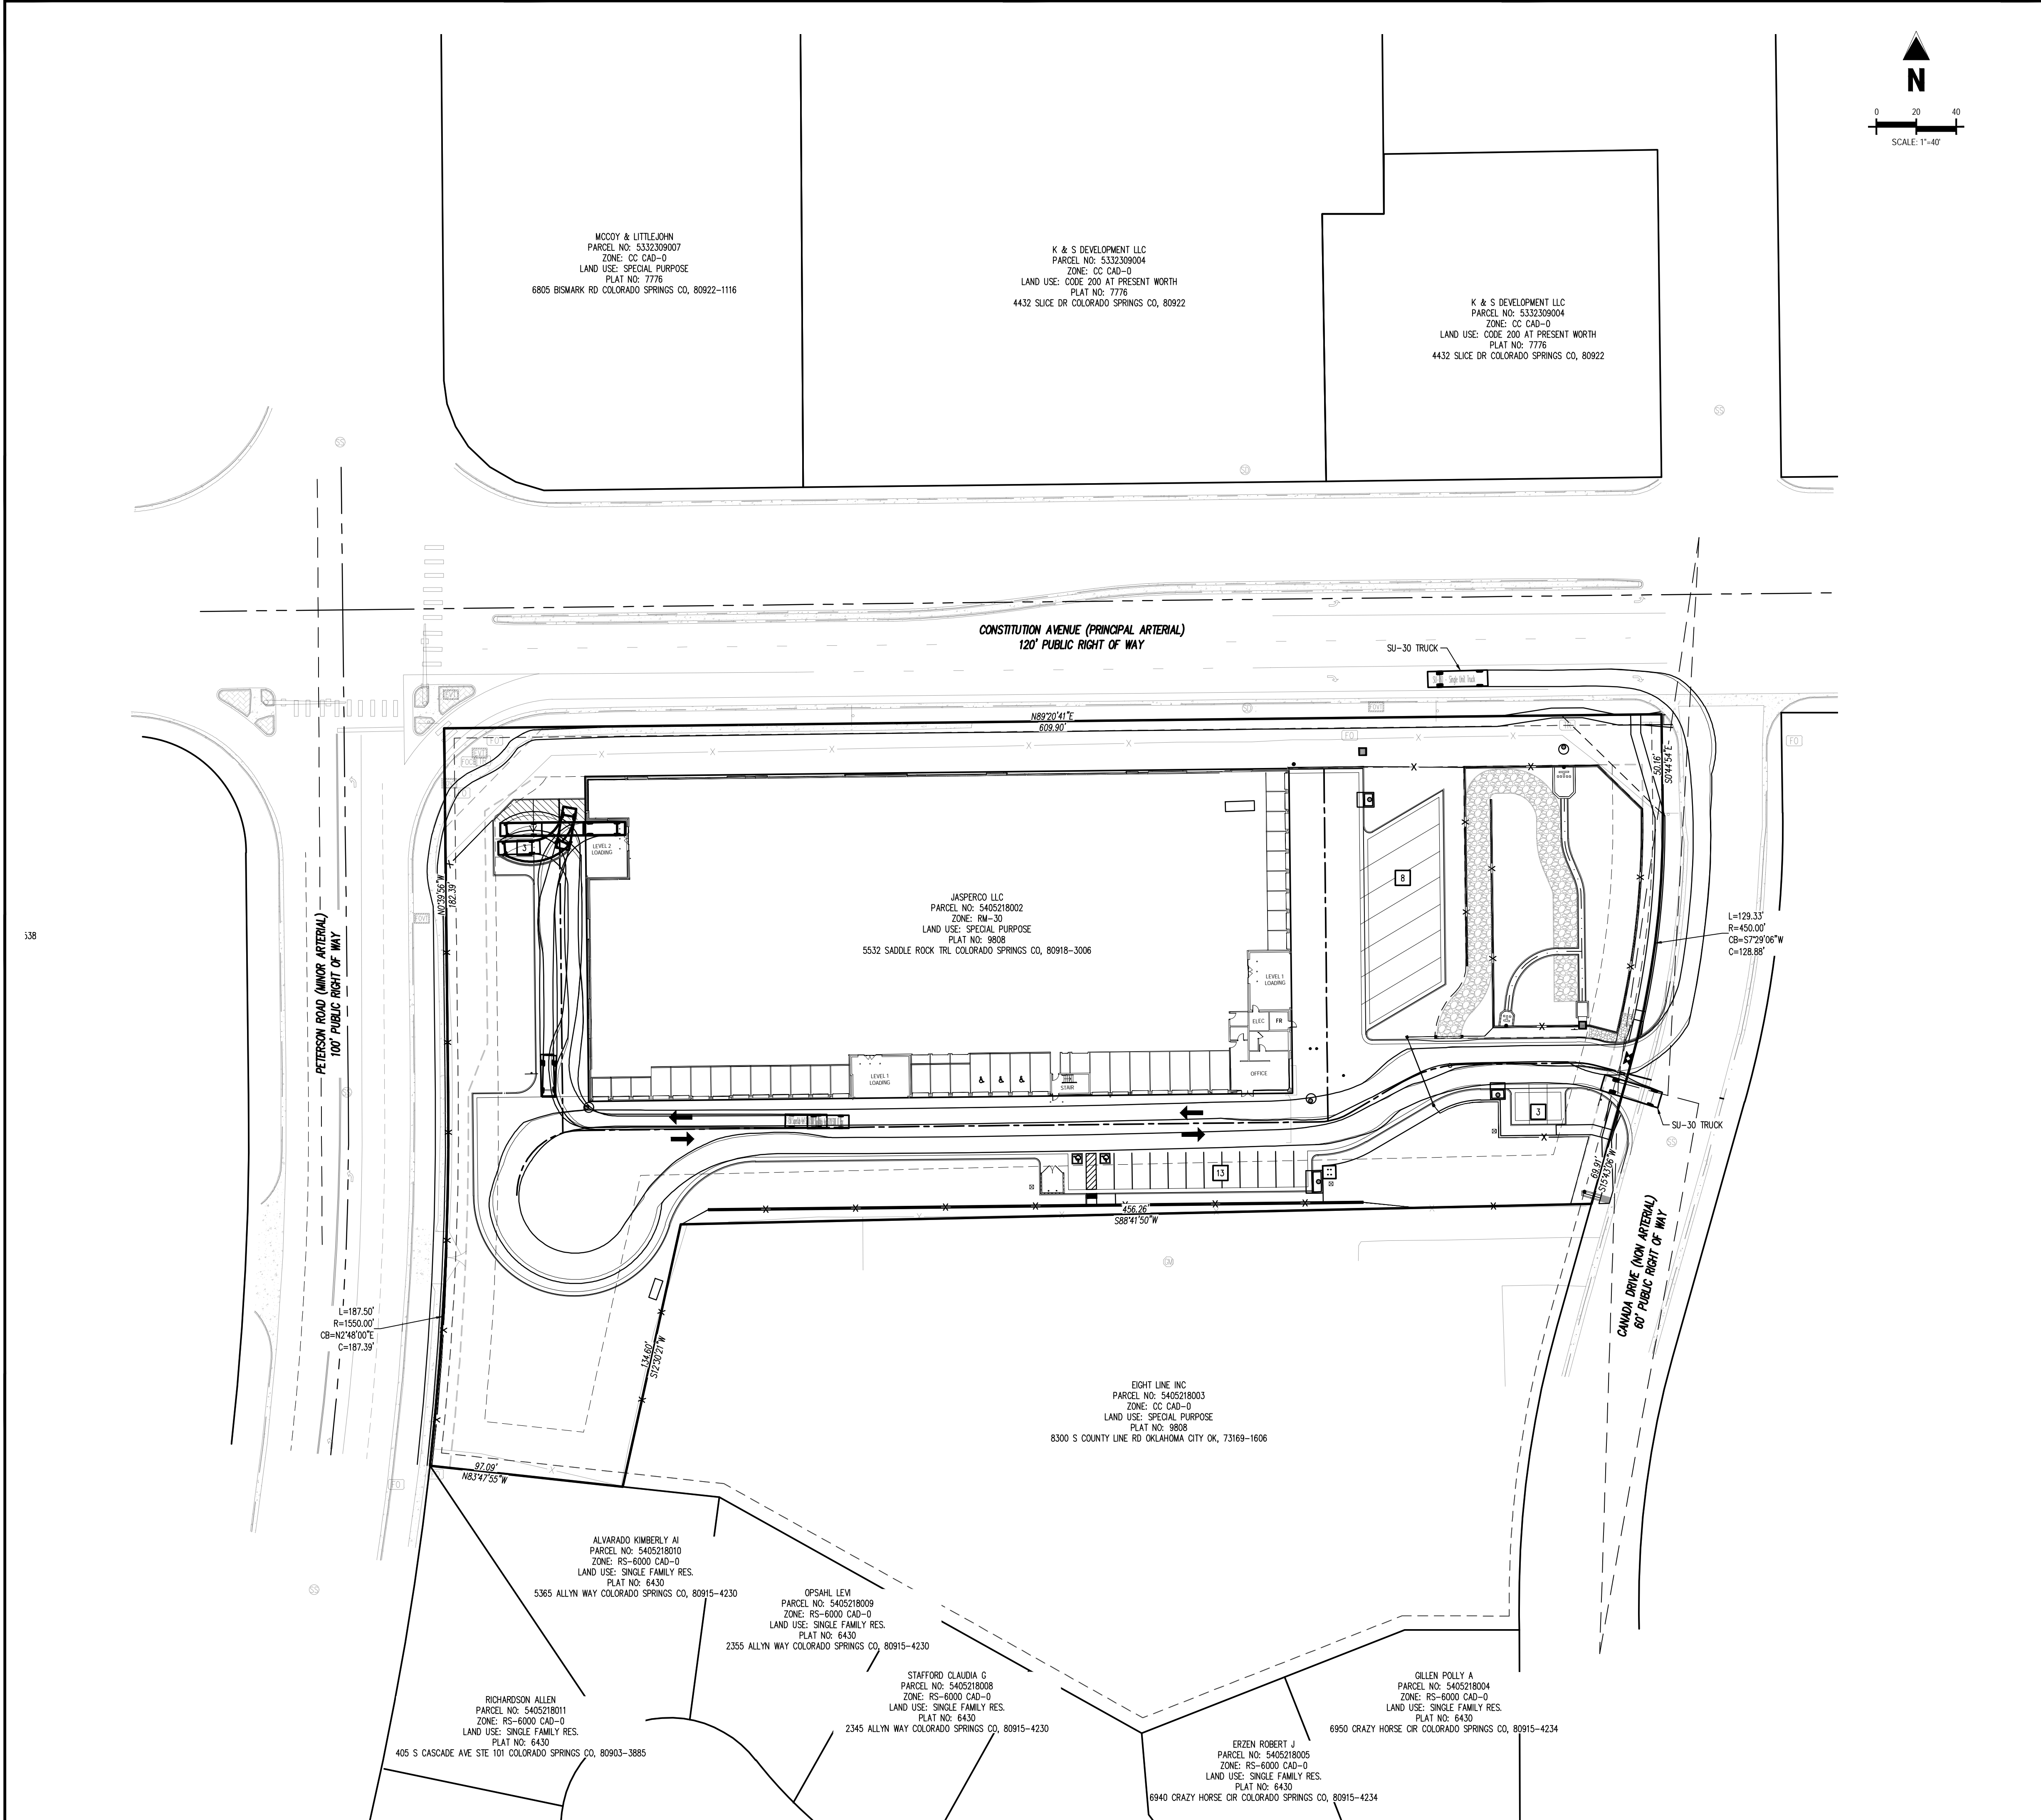 N
0 20 40
SCALE: 1"=40'
MCCOY & LITTLEJOHN
PARCEL NO: 5332309007
ZONE: CC CAD-O
LAND USE: SPECIAL PURPOSE
PLAT NO: 7776
6805 BISMARK RD COLORADO SPRINGS CO, 80922-1116
K & S DEVELOPMENT LLC
PARCEL NO: 5332309004
ZONE: CC CAD-O
LAND USE: CODE 200 AT PRESENT WORTH
PLAT NO: 7776
4432 SLICE DR COLORADO SPRINGS CO, 80922
K & S DEVELOPMENT LLC
PARCEL NO: 5332309004
ZONE: CC CAD-O
LAND USE: CODE 200 AT PRESENT WORTH
PLAT NO: 7776
4432 SLICE DR COLORADO SPRINGS CO, 80922
CONSTITUTION AVENUE (PRINCIPAL ARTERIAL)
120' PUBLIC RIGHT OF WAY
SU-30 TRUCK
N89°20'41"E
609.90'
50.16'
S0°44'54"E
LEVEL 2
LOADING
3
8
N0°39'56"W
182.39'
JASPERCO LLC
PARCEL NO: 5405218002
ZONE: RM-30
LAND USE: SPECIAL PURPOSE
PLAT NO: 9808
5532 SADDLE ROCK TRL COLORADO SPRINGS CO, 80918-3006
L=129.33'
R=450.00'
CB=S7°29'06"W
C=128.88'
538
PETERSON ROAD (MINOR ARTERIAL)
100' PUBLIC RIGHT OF WAY
LEVEL 1
LOADING
ELEC
FR
OFFICE
LEVEL 1
LOADING
STAIR
3
SU-30 TRUCK
13
69.91'
S15°43'06"W
456.26'
S88°41'50"W
CANADA DRIVE (NON ARTERIAL)
60' PUBLIC RIGHT OF WAY
L=187.50'
R=1550.00'
CB=N2°48'00"E
C=187.39'
134.60'
S12°30'21"W
EIGHT LINE INC
PARCEL NO: 5405218003
ZONE: CC CAD-O
LAND USE: SPECIAL PURPOSE
PLAT NO: 9808
8300 S COUNTY LINE RD OKLAHOMA CITY OK, 73169-1606
97.09'
N83°47'55"W
ALVARADO KIMBERLY AI
PARCEL NO: 5405218010
ZONE: RS-6000 CAD-O
LAND USE: SINGLE FAMILY RES.
PLAT NO: 6430
5365 ALLYN WAY COLORADO SPRINGS CO, 80915-4230
OPSAHL LEVI
PARCEL NO: 5405218009
ZONE: RS-6000 CAD-O
LAND USE: SINGLE FAMILY RES.
PLAT NO: 6430
2355 ALLYN WAY COLORADO SPRINGS CO, 80915-4230
STAFFORD CLAUDIA G
PARCEL NO: 5405218008
ZONE: RS-6000 CAD-O
LAND USE: SINGLE FAMILY RES.
PLAT NO: 6430
2345 ALLYN WAY COLORADO SPRINGS CO, 80915-4230
GILLEN POLLY A
PARCEL NO: 5405218004
ZONE: RS-6000 CAD-O
LAND USE: SINGLE FAMILY RES.
PLAT NO: 6430
6950 CRAZY HORSE CIR COLORADO SPRINGS CO, 80915-4234
RICHARDSON ALLEN
PARCEL NO: 5405218011
ZONE: RS-6000 CAD-O
LAND USE: SINGLE FAMILY RES.
PLAT NO: 6430
405 S CASCADE AVE STE 101 COLORADO SPRINGS CO, 80903-3885
ERZEN ROBERT J
PARCEL NO: 5405218005
ZONE: RS-6000 CAD-O
LAND USE: SINGLE FAMILY RES.
PLAT NO: 6430
6940 CRAZY HORSE CIR COLORADO SPRINGS CO, 80915-4234